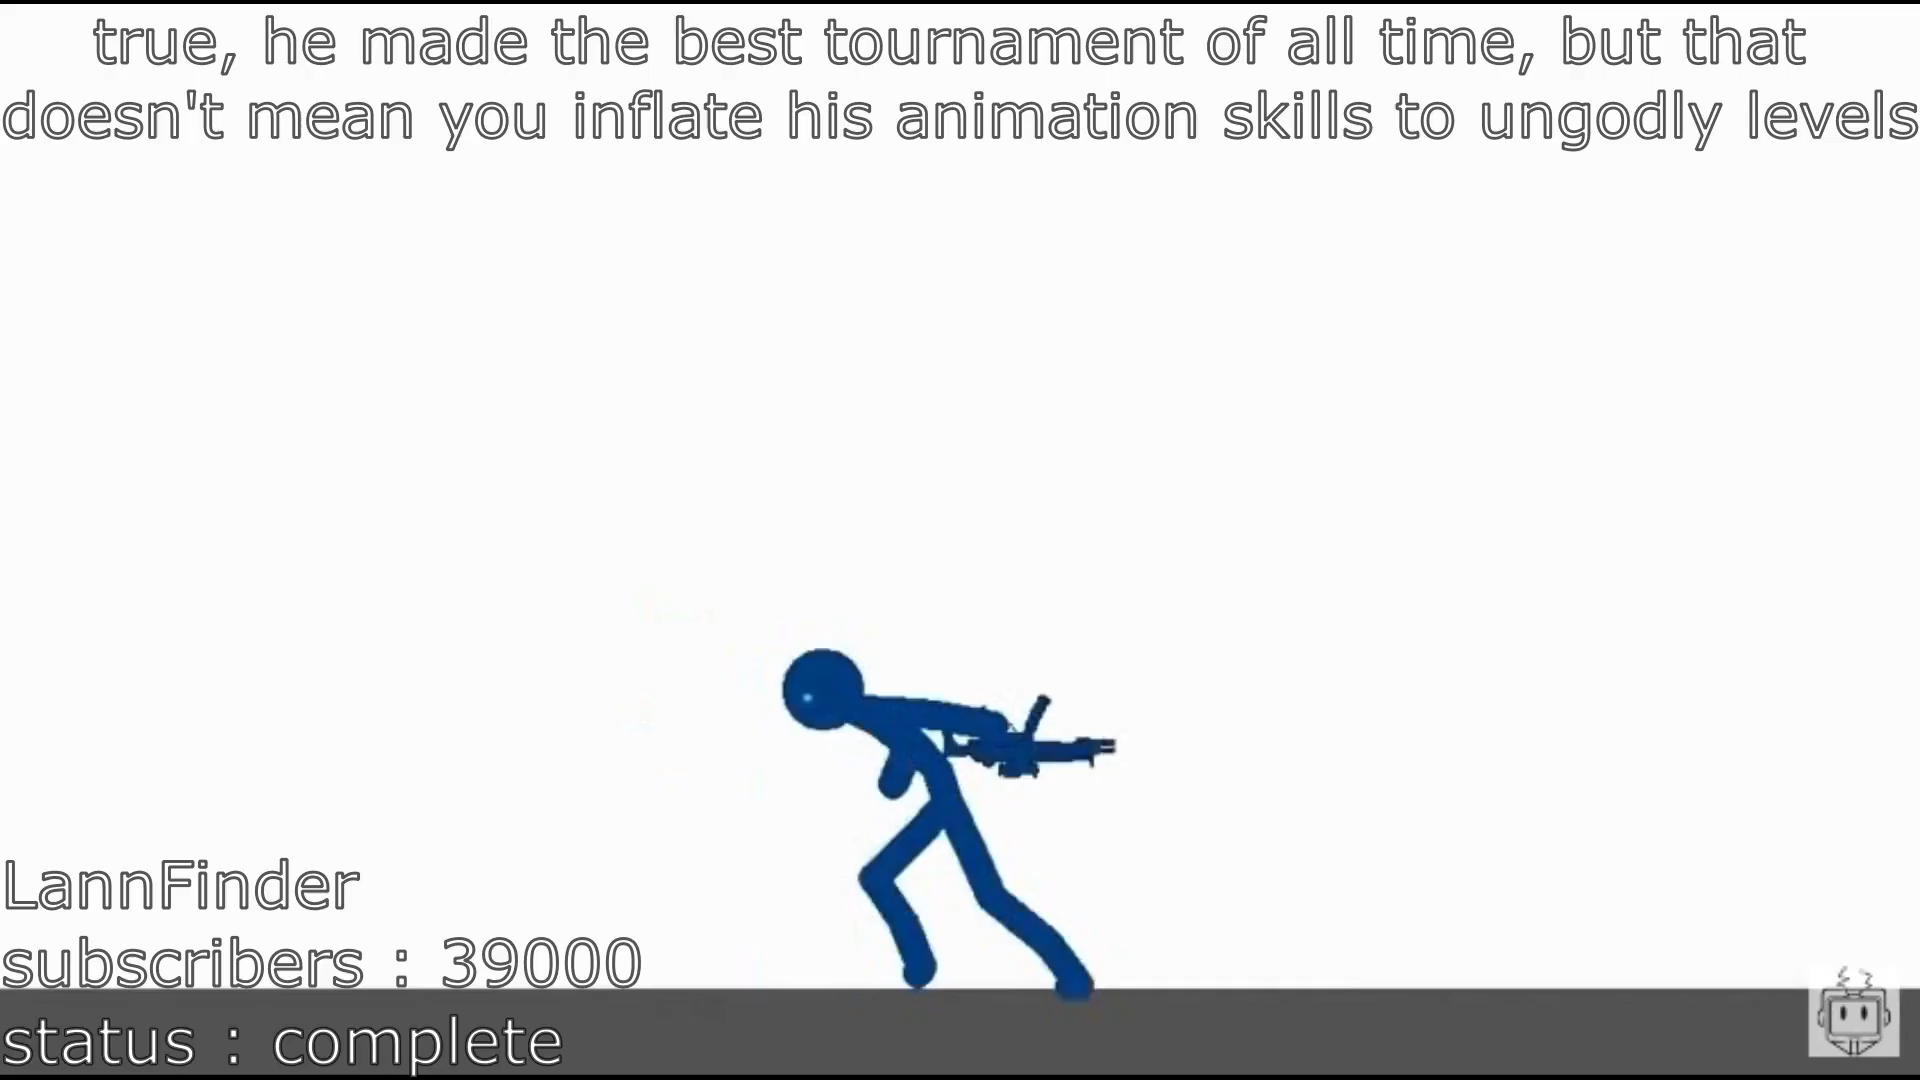 true, he made the best tournament of all time, but that
doesn't mean you inflate his animation skills to ungodly levels
LannFinder
subscribers : 39000
status : complete